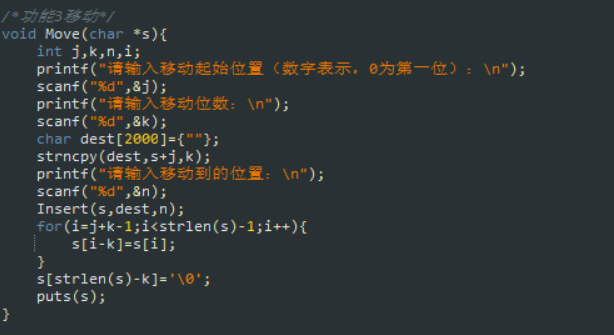 /*功能3移动*/
void Move(char *s){
int j,k,n,i;
printf("请输入移动起始位置（数字表示，0为第一位）：\n");
scanf("%d",&j);
printf("请输入移动位数：\n");
scanf("%d",&k);
char dest[2000]={""};
strncpy(dest,s+j,k);
printf("请输入移动到的位置：\n");
scanf("%d",&n);
Insert(s,dest,n);
for(i=j+k-1;i<strlen(s)-1;i++){
s[i-k]=s[i];
}
s[strlen(s)-k]='\0';
puts(s);
}